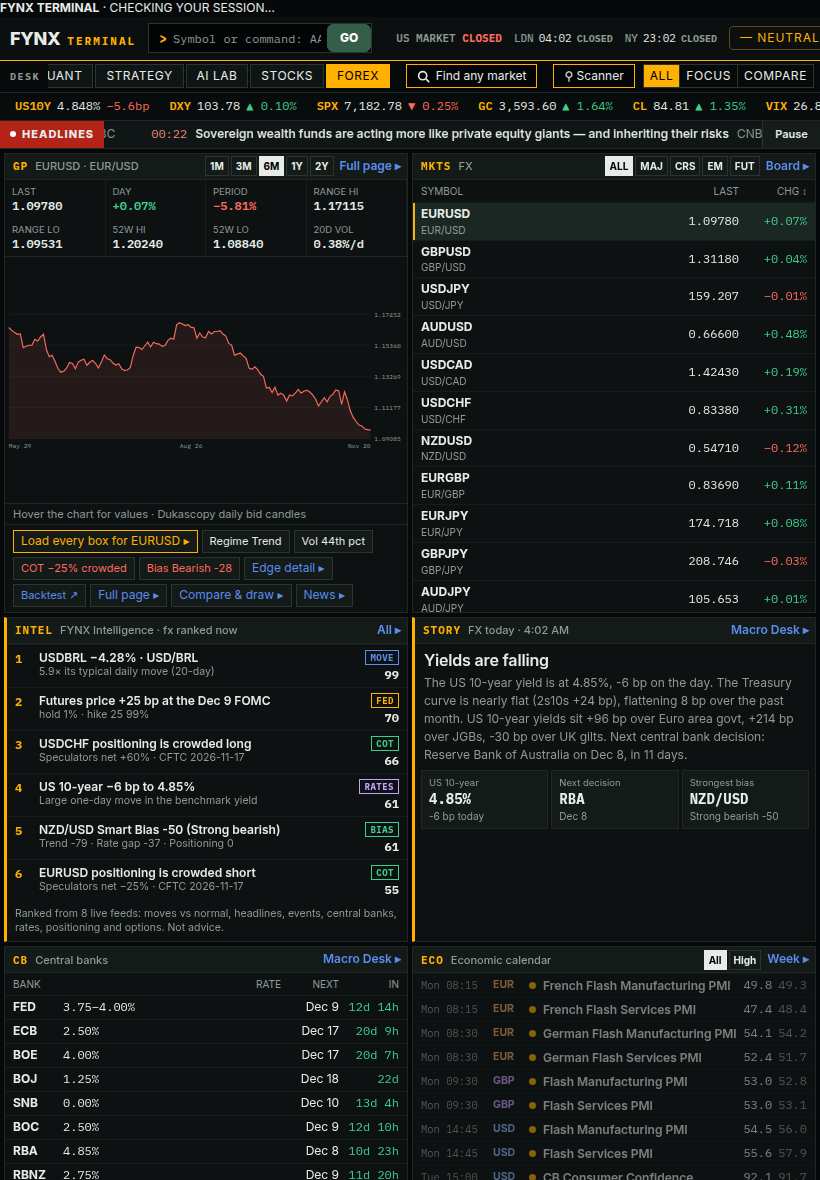 FYNX TERMINAL · CHECKING YOUR SESSION...
FYNX TERMINAL > Symbol or command: GO US MARKET CLOSED LDN 04:02 CLOSED NY 23:02 CLOSED — NEUTRAL
DESK UANT STRATEGY AI LAB STOCKS FOREX Find any market Scanner ALL FOCUS COMPARE
US10Y 4.848% −5.6bp DXY 103.78 ▲ 0.10% SPX 7,182.78 ▼ 0.25% GC 3,593.60 ▲ 1.64% CL 84.81 ▲ 1.35% VIX 26.8
HEADLINES 00:22 Sovereign wealth funds are acting more like private equity giants — and inheriting their risks CNB Pause
GP EURUSD · EUR/USD 1M 3M 6M 1Y 2Y Full page ▸
LAST DAY PERIOD RANGE HI
1.09780 +0.07% −5.81% 1.17115
RANGE LO 52W HI 52W LO 20D VOL
1.09531 1.20240 1.08840 0.38%/d
1.17452
1.15360
1.13269
1.11177
1.09085
May 29 Aug 26 Nov 20
Hover the chart for values · Dukascopy daily bid candles
Load every box for EURUSD ▸ Regime Trend Vol 44th pct
COT −25% crowded Bias Bearish -28 Edge detail ▸
Backtest ↗ Full page ▸ Compare & draw ▸ News ▸
MKTS FX ALL MAJ CRS EM FUT Board ▸
SYMBOL LAST CHG ↕
EURUSD 1.09780 +0.07%
EUR/USD
GBPUSD 1.31180 +0.04%
GBP/USD
USDJPY 159.207 −0.01%
USD/JPY
AUDUSD 0.66600 +0.48%
AUD/USD
USDCAD 1.42430 +0.19%
USD/CAD
USDCHF 0.83380 +0.31%
USD/CHF
NZDUSD 0.54710 −0.12%
NZD/USD
EURGBP 0.83690 +0.11%
EUR/GBP
EURJPY 174.718 +0.08%
EUR/JPY
GBPJPY 208.746 −0.03%
GBP/JPY
AUDJPY 105.653 +0.01%
AUD/JPY
INTEL FYNX Intelligence · fx ranked now All ▸
1 USDBRL −4.28% · USD/BRL MOVE
5.9× its typical daily move (20-day) 99
2 Futures price +25 bp at the Dec 9 FOMC FED
hold 1% · hike 25 99% 70
3 USDCHF positioning is crowded long COT
Speculators net +60% · CFTC 2026-11-17 66
4 US 10-year −6 bp to 4.85% RATES
Large one-day move in the benchmark yield 61
5 NZD/USD Smart Bias -50 (Strong bearish) BIAS
Trend -79 · Rate gap -37 · Positioning 0 61
6 EURUSD positioning is crowded short COT
Speculators net −25% · CFTC 2026-11-17 55
Ranked from 8 live feeds: moves vs normal, headlines, events, central banks,
rates, positioning and options. Not advice.
STORY FX today · 4:02 AM Macro Desk ▸
Yields are falling
The US 10-year yield is at 4.85%, -6 bp on the day. The Treasury
curve is nearly flat (2s10s +24 bp), flattening 8 bp over the past
month. US 10-year yields sit +96 bp over Euro area govt, +214 bp
over JGBs, -30 bp over UK gilts. Next central bank decision:
Reserve Bank of Australia on Dec 8, in 11 days.
US 10-year Next decision Strongest bias
4.85% RBA NZD/USD
-6 bp today Dec 8 Strong bearish -50
CB Central banks Macro Desk ▸
BANK RATE NEXT IN
FED 3.75–4.00% Dec 9 12d 14h
ECB 2.50% Dec 17 20d 9h
BOE 4.00% Dec 17 20d 7h
BOJ 1.25% Dec 18 22d
SNB 0.00% Dec 10 13d 4h
BOC 2.50% Dec 9 12d 10h
RBA 4.85% Dec 8 10d 23h
RBNZ 2.75% Dec 9 11d 20h
ECO Economic calendar All High Week ▸
Mon 08:15 EUR French Flash Manufacturing PMI 49.8 49.3
Mon 08:15 EUR French Flash Services PMI 47.4 48.4
Mon 08:30 EUR German Flash Manufacturing PMI 54.1 54.2
Mon 08:30 EUR German Flash Services PMI 52.4 51.7
Mon 09:30 GBP Flash Manufacturing PMI 53.0 52.8
Mon 09:30 GBP Flash Services PMI 53.0 53.1
Mon 14:45 USD Flash Manufacturing PMI 54.5 56.0
Mon 14:45 USD Flash Services PMI 55.6 57.9
Tue 15:00 USD CB Consumer Confidence 92.1 91.7